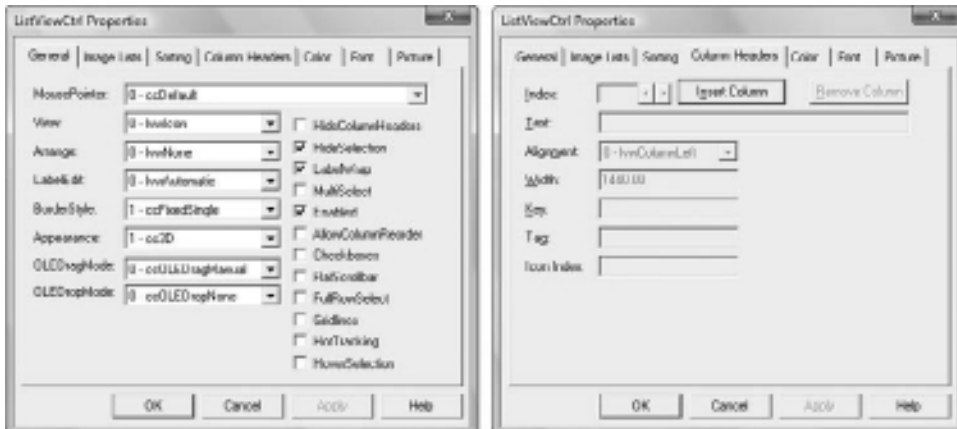 ListViewCtrl Properties
General Image Lists Sorting Column Headers Color Font Picture
MousePointer: 0 - ccDefault
View: 0 - lvwIcon
Arrange: 0 - lvwNone
LabelEdit: 0 - lvwAutomatic
BorderStyle: 1 - ccFixedSingle
Appearance: 1 - cc3D
OLEDragMode: 0 - ccOLEDragManual
OLEDropMode: 0 - ccOLEDropNone
HideColumnHeaders
HideSelection
LabelWrap
MultiSelect
Enabled
AllowColumnReorder
Checkboxes
FlatScrollbar
FullRowSelect
Gridlines
HotTracking
HoverSelection
OK Cancel Apply Help
ListViewCtrl Properties
General Image Lists Sorting Column Headers Color Font Picture
Index: Insert Column Remove Column
Text:
Alignment: 0 - lvwColumnLeft
Width: 1440.00
Key:
Tag:
Icon Index:
OK Cancel Apply Help